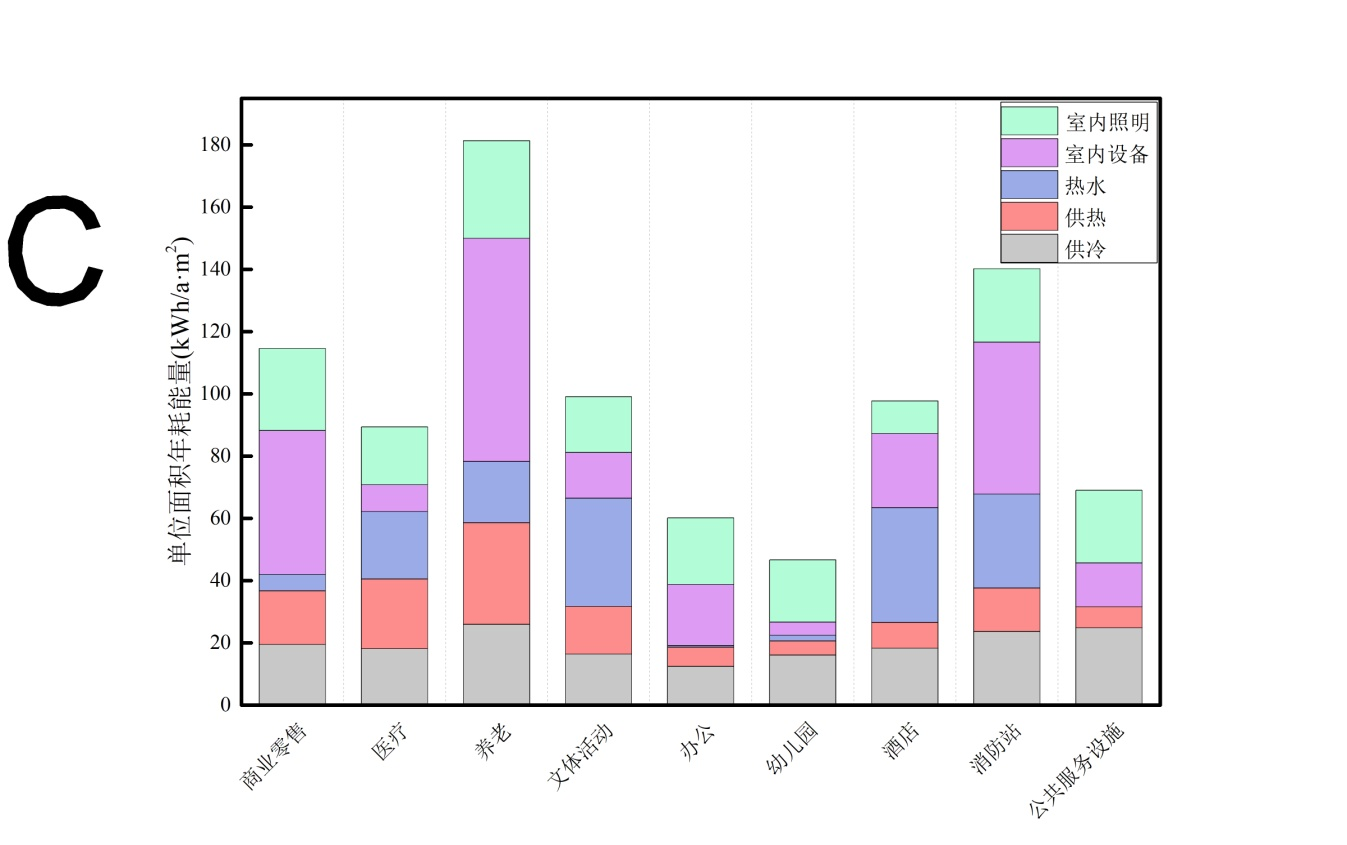 C
室内照明
室内设备
热水
供热
供冷
单位面积年耗能量(kWh/a·m²)
180
160
140
120
100
80
60
40
20
0
商业零售
医疗
养老
文体活动
办公
幼儿园
酒店
消防站
公共服务设施